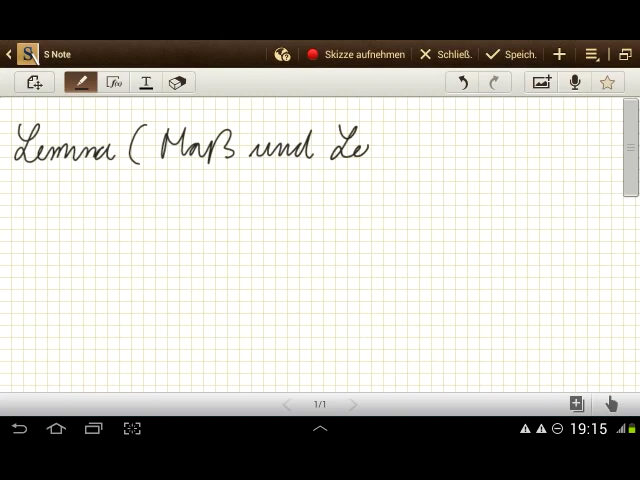 S Note
Skizze aufnehmen
Schließ.
Speich.
f(x)
T
Lemma ( Maß und Le
1/1
19:15